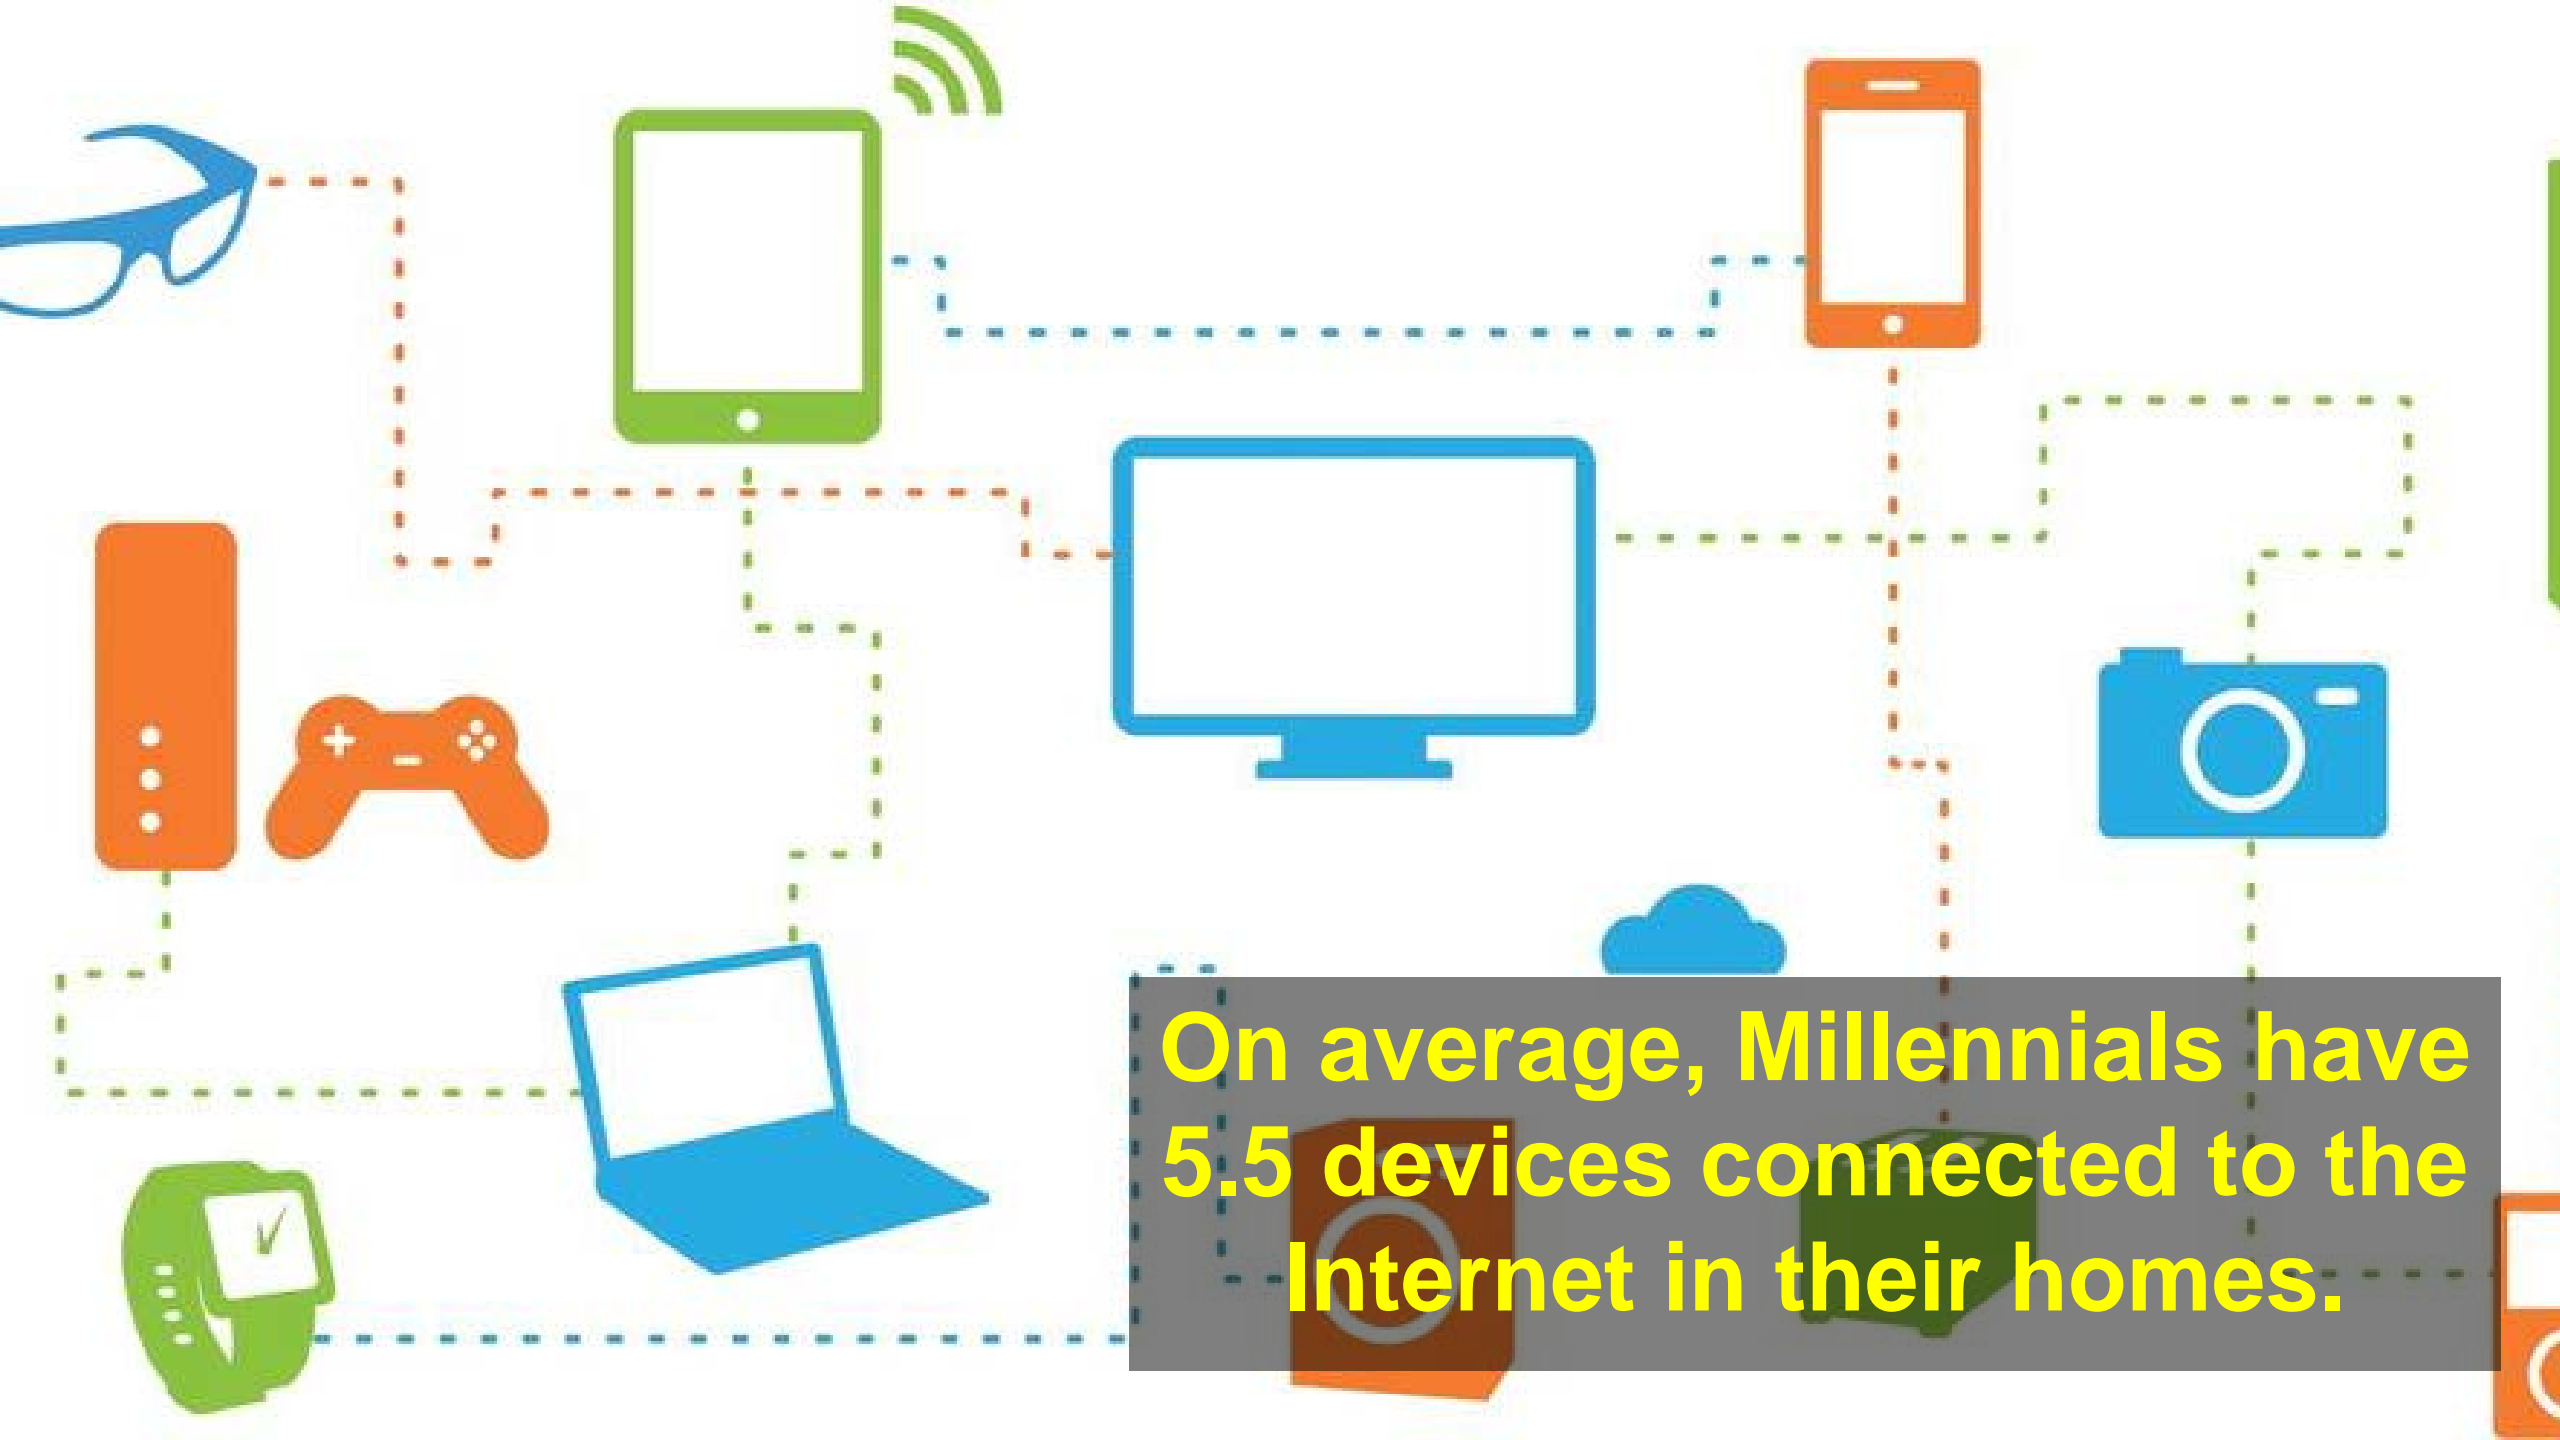 On average, Millennials have
5.5 devices connected to the
Internet in their homes.